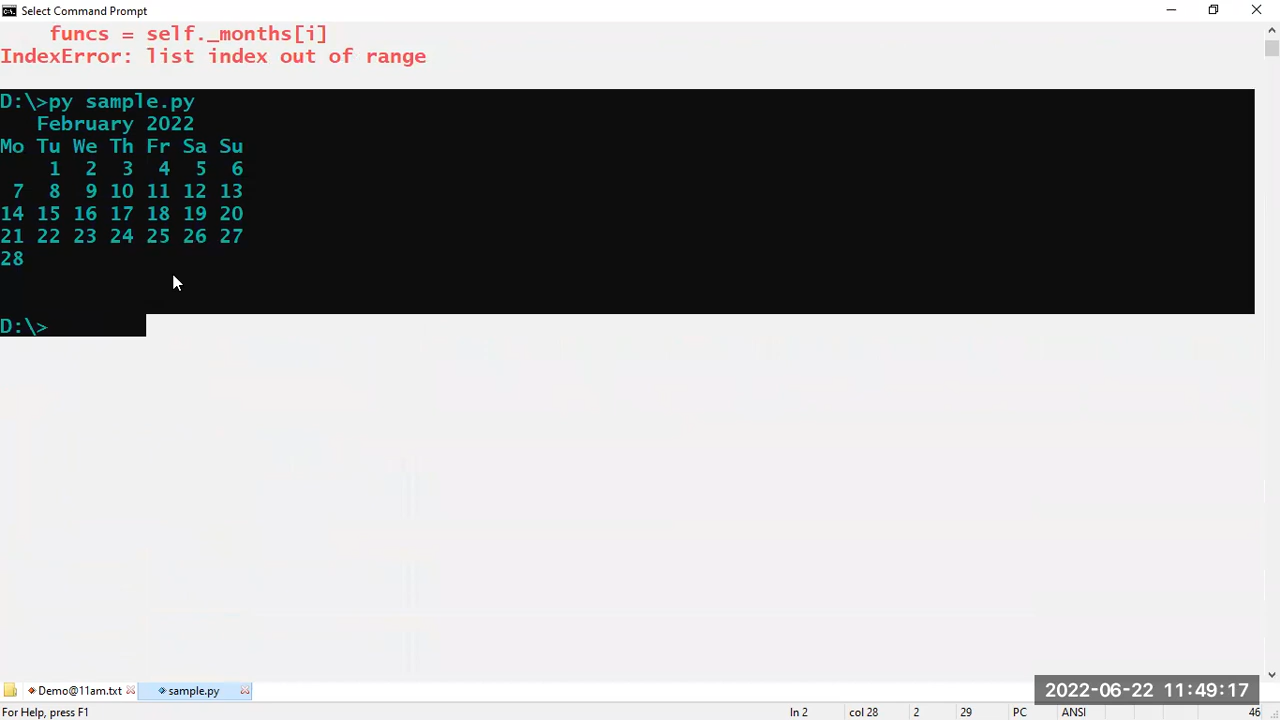 Select Command Prompt
funcs = self._months[i]
IndexError: list index out of range
D:\>py sample.py
February 2022
Mo Tu We Th Fr Sa Su
1 2 3 4 5 6
7 8 9 10 11 12 13
14 15 16 17 18 19 20
21 22 23 24 25 26 27
28
D:\>
Demo@11am.txt sample.py
2022-06-22 11:49:17
For Help, press F1 ln 2 col 28 2 29 PC ANSI 46